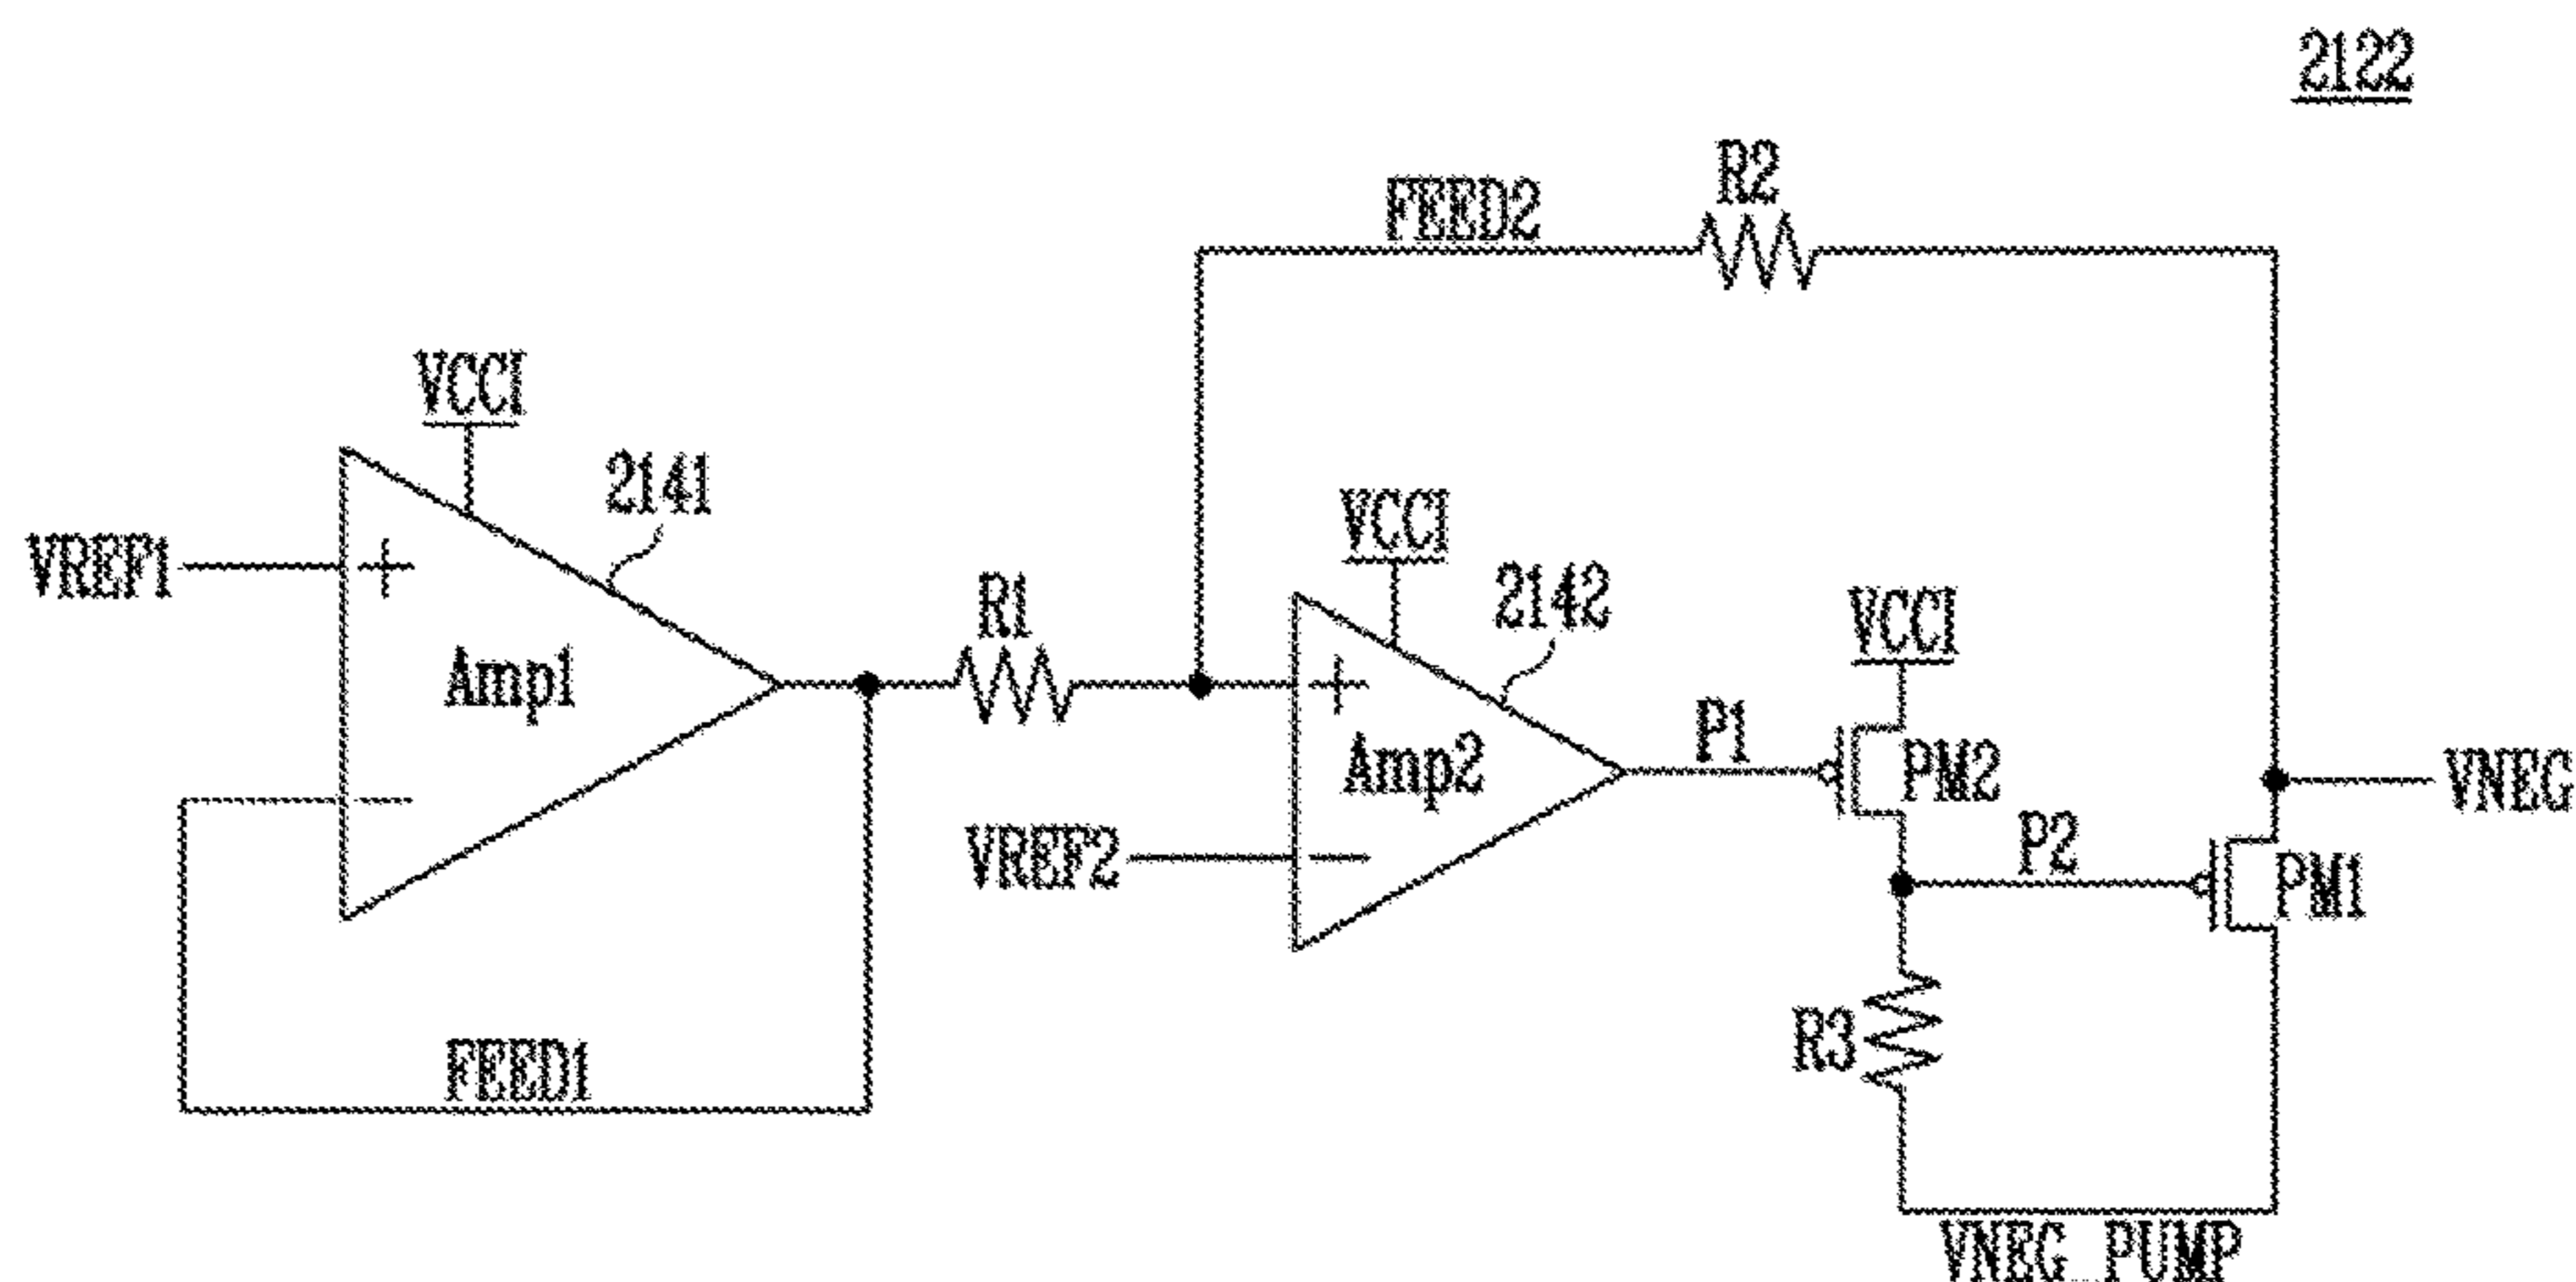 2122
R2
FEED2
VCCI
2141
VREF1
+
Amp1
-
FEED1
R1
VCCI
2142
+
Amp2
VREF2
-
P1
VCCI
PM2
P2
PM1
VNEG
R3
VNEG_PUMP